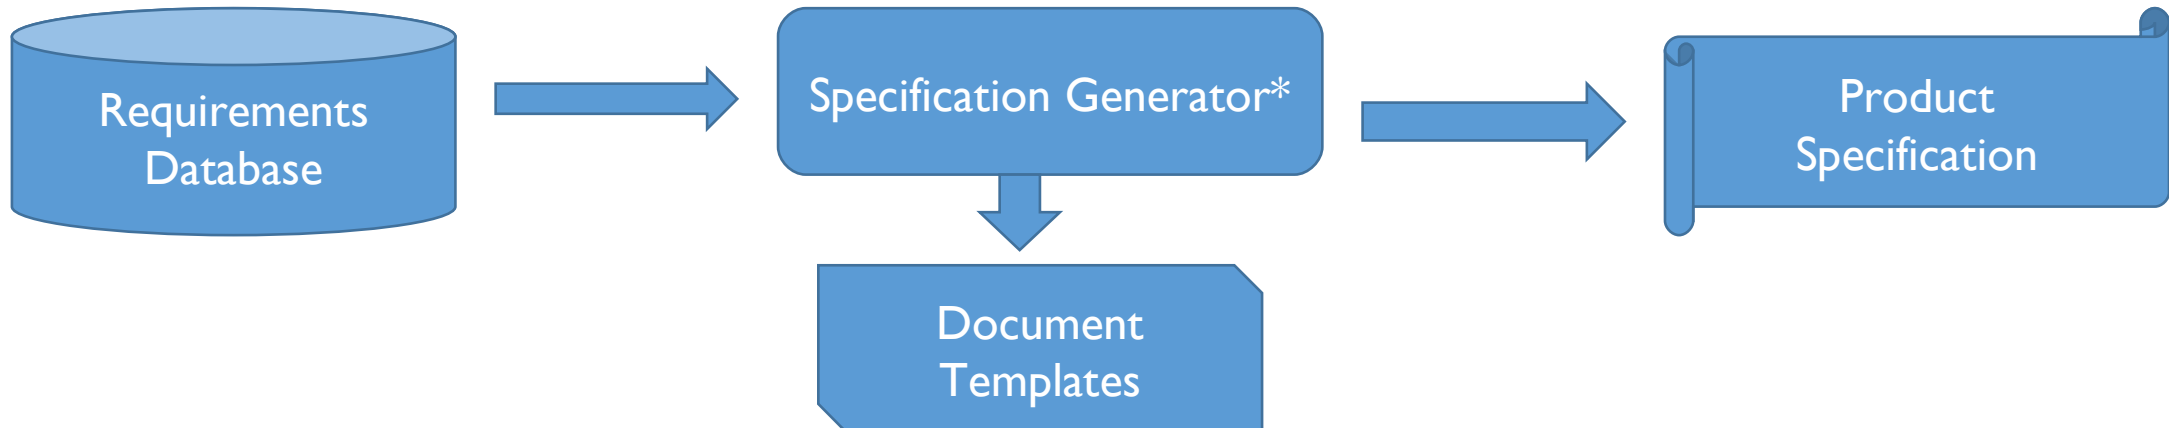 Requirements
Database
Specification Generator*
Product
Specification
Document
Templates